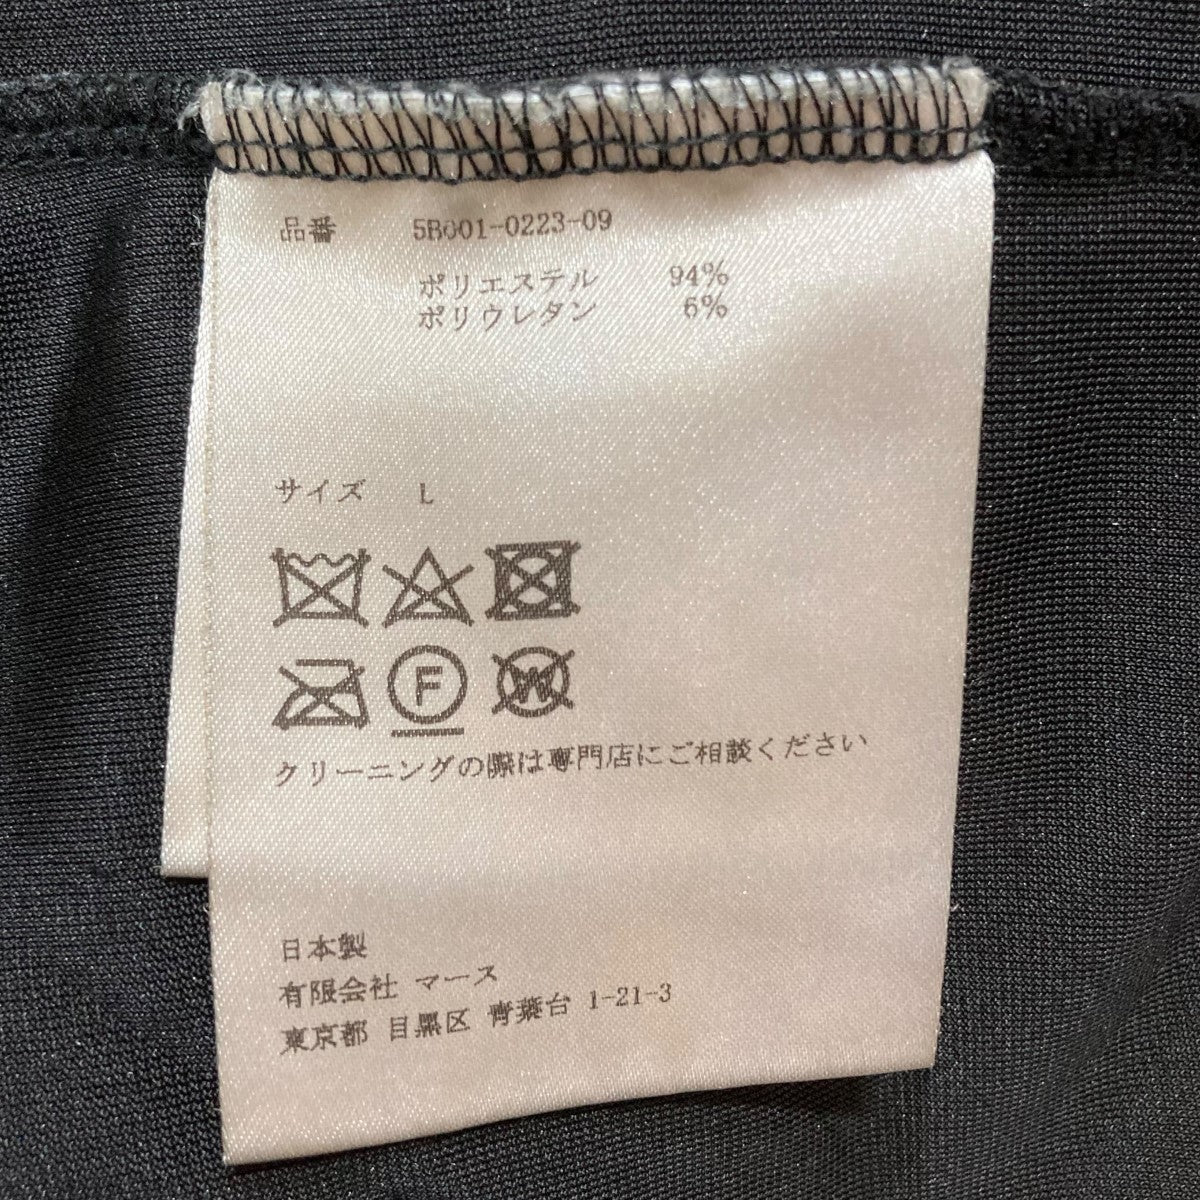 品番 5B001-0223-09
ポリエステル 94%
ポリウレタン 6%
サイズ L
F W
クリーニングの際は専門店にご相談ください
日本製
有限会社 マース
東京都 目黒区 青葉台 1-21-3